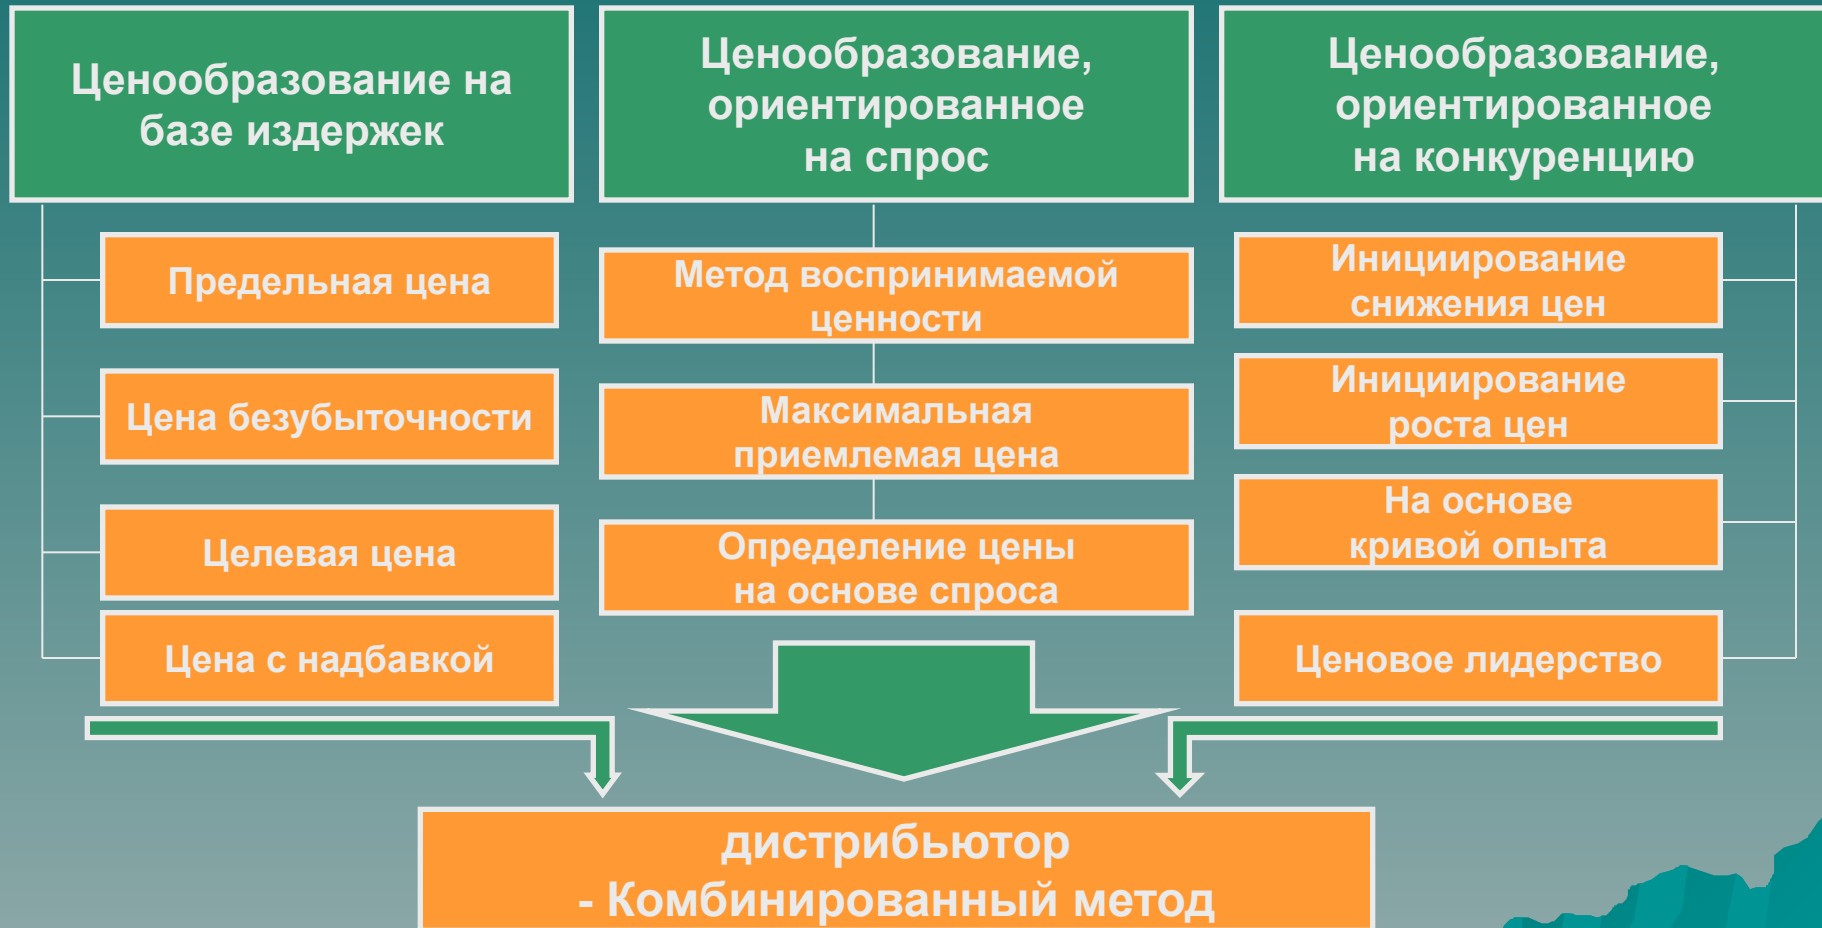 Ценообразование на
базе издержек
Предельная цена
Цена безубыточности
Целевая цена
Цена с надбавкой
Ценообразование,
ориентированное
на спрос
Метод воспринимаемой
ценности
Максимальная
приемлемая цена
Определение цены
на основе спроса
Ценообразование,
ориентированное
на конкуренцию
Инициирование
снижения цен
Инициирование
роста цен
На основе
кривой опыта
Ценовое лидерство
дистрибьютор
- Комбинированный метод